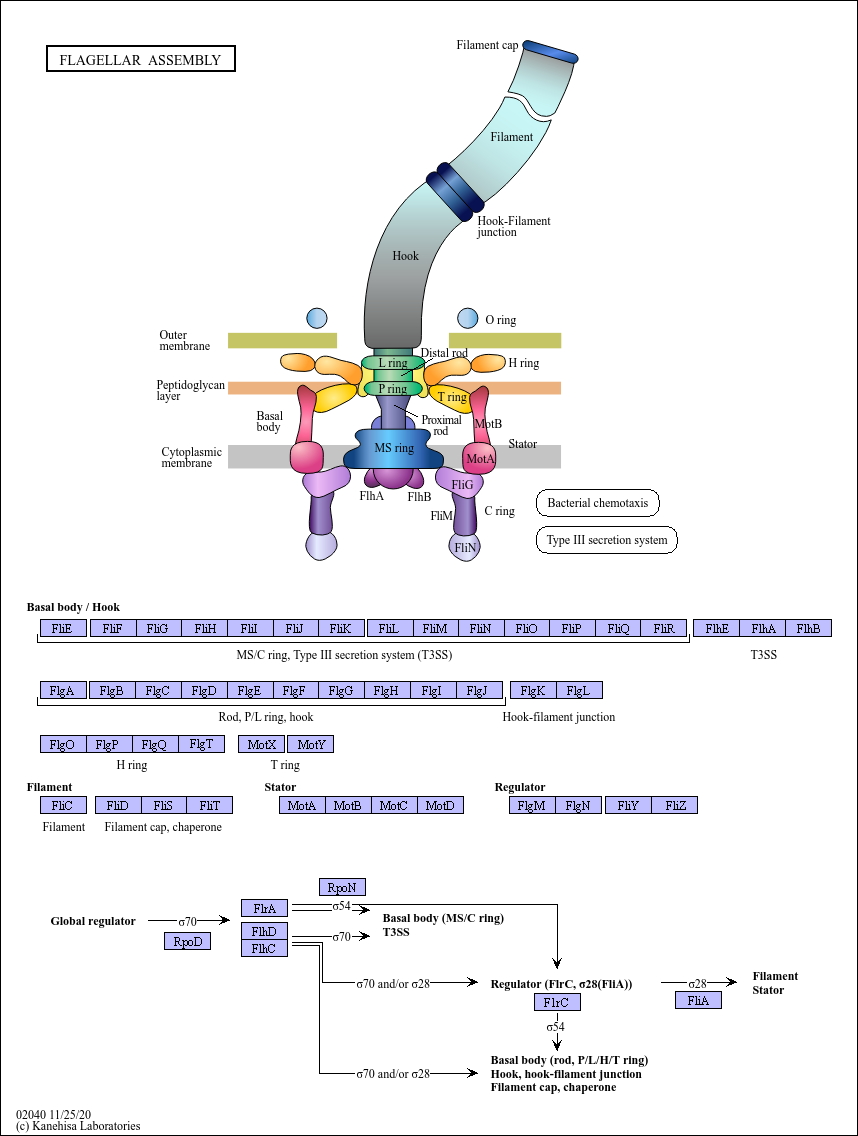 FLAGELLAR ASSEMBLY
Filament cap
Filament
Hook-Filament
junction
Hook
O ring
Outer
membrane
Distal rod
L ring
H ring
Peptidoglycan
layer
P ring
T ring
Basal
body
Proximal
rod
MotB
Stator
Cytoplasmic
membrane
MS ring
MotA
FlhA
FlhB
FliG
FliM
C ring
FliN
Bacterial chemotaxis
Type III secretion system
Basal body / Hook
FliE FliF FliG FliH FliI FliJ FliK FliL FliM FliN FliO FliP FliQ FliR FlhE FlhA FlhB
MS/C ring, Type III secretion system (T3SS) T3SS
FlgA FlgB FlgC FlgD FlgE FlgF FlgG FlgH FlgI FlgJ FlgK FlgL
Rod, P/L ring, hook Hook-filament junction
FlgO FlgP FlgQ FlgT MotX MotY
H ring T ring
Filament Stator Regulator
FliC FliD FliS FliT MotA MotB MotC MotD FlgM FlgN FliY FliZ
Filament Filament cap, chaperone
RpoN
FlrA
σ54
Global regulator
σ70
RpoD
Basal body (MS/C ring)
T3SS
FlhD
FlhC
σ70
σ70 and/or σ28
Regulator (FlrC, σ28(FliA))
σ28
Filament
Stator
FlrC
FliA
σ54
Basal body (rod, P/L/H/T ring)
σ70 and/or σ28
Hook, hook-filament junction
Filament cap, chaperone
02040 11/25/20
(c) Kanehisa Laboratories